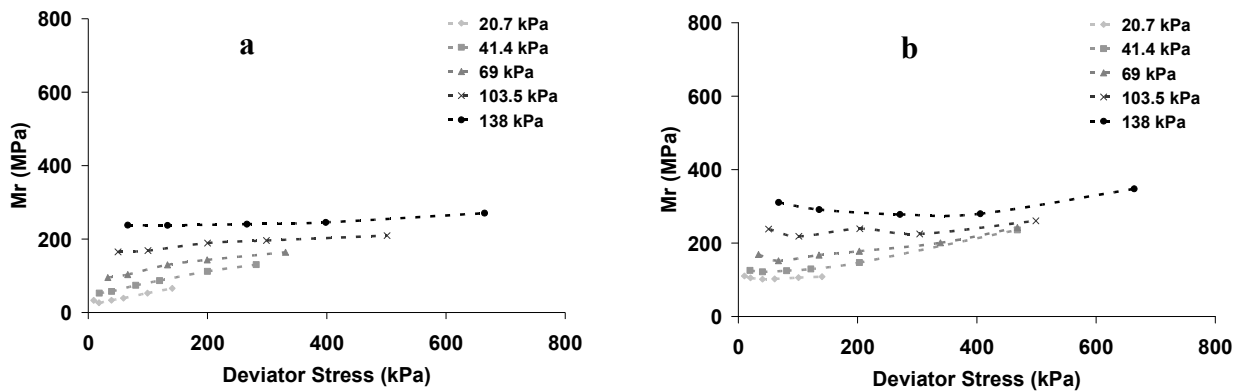 800
600
400
200
0
Mr (MPa)
a
20.7 kPa
41.4 kPa
69 kPa
103.5 kPa
138 kPa
0 200 400 600 800
Deviator Stress (kPa)
800
600
400
200
0
Mr (MPa)
b
20.7 kPa
41.4 kPa
69 kPa
103.5 kPa
138 kPa
0 200 400 600 800
Deviator Stress (kPa)